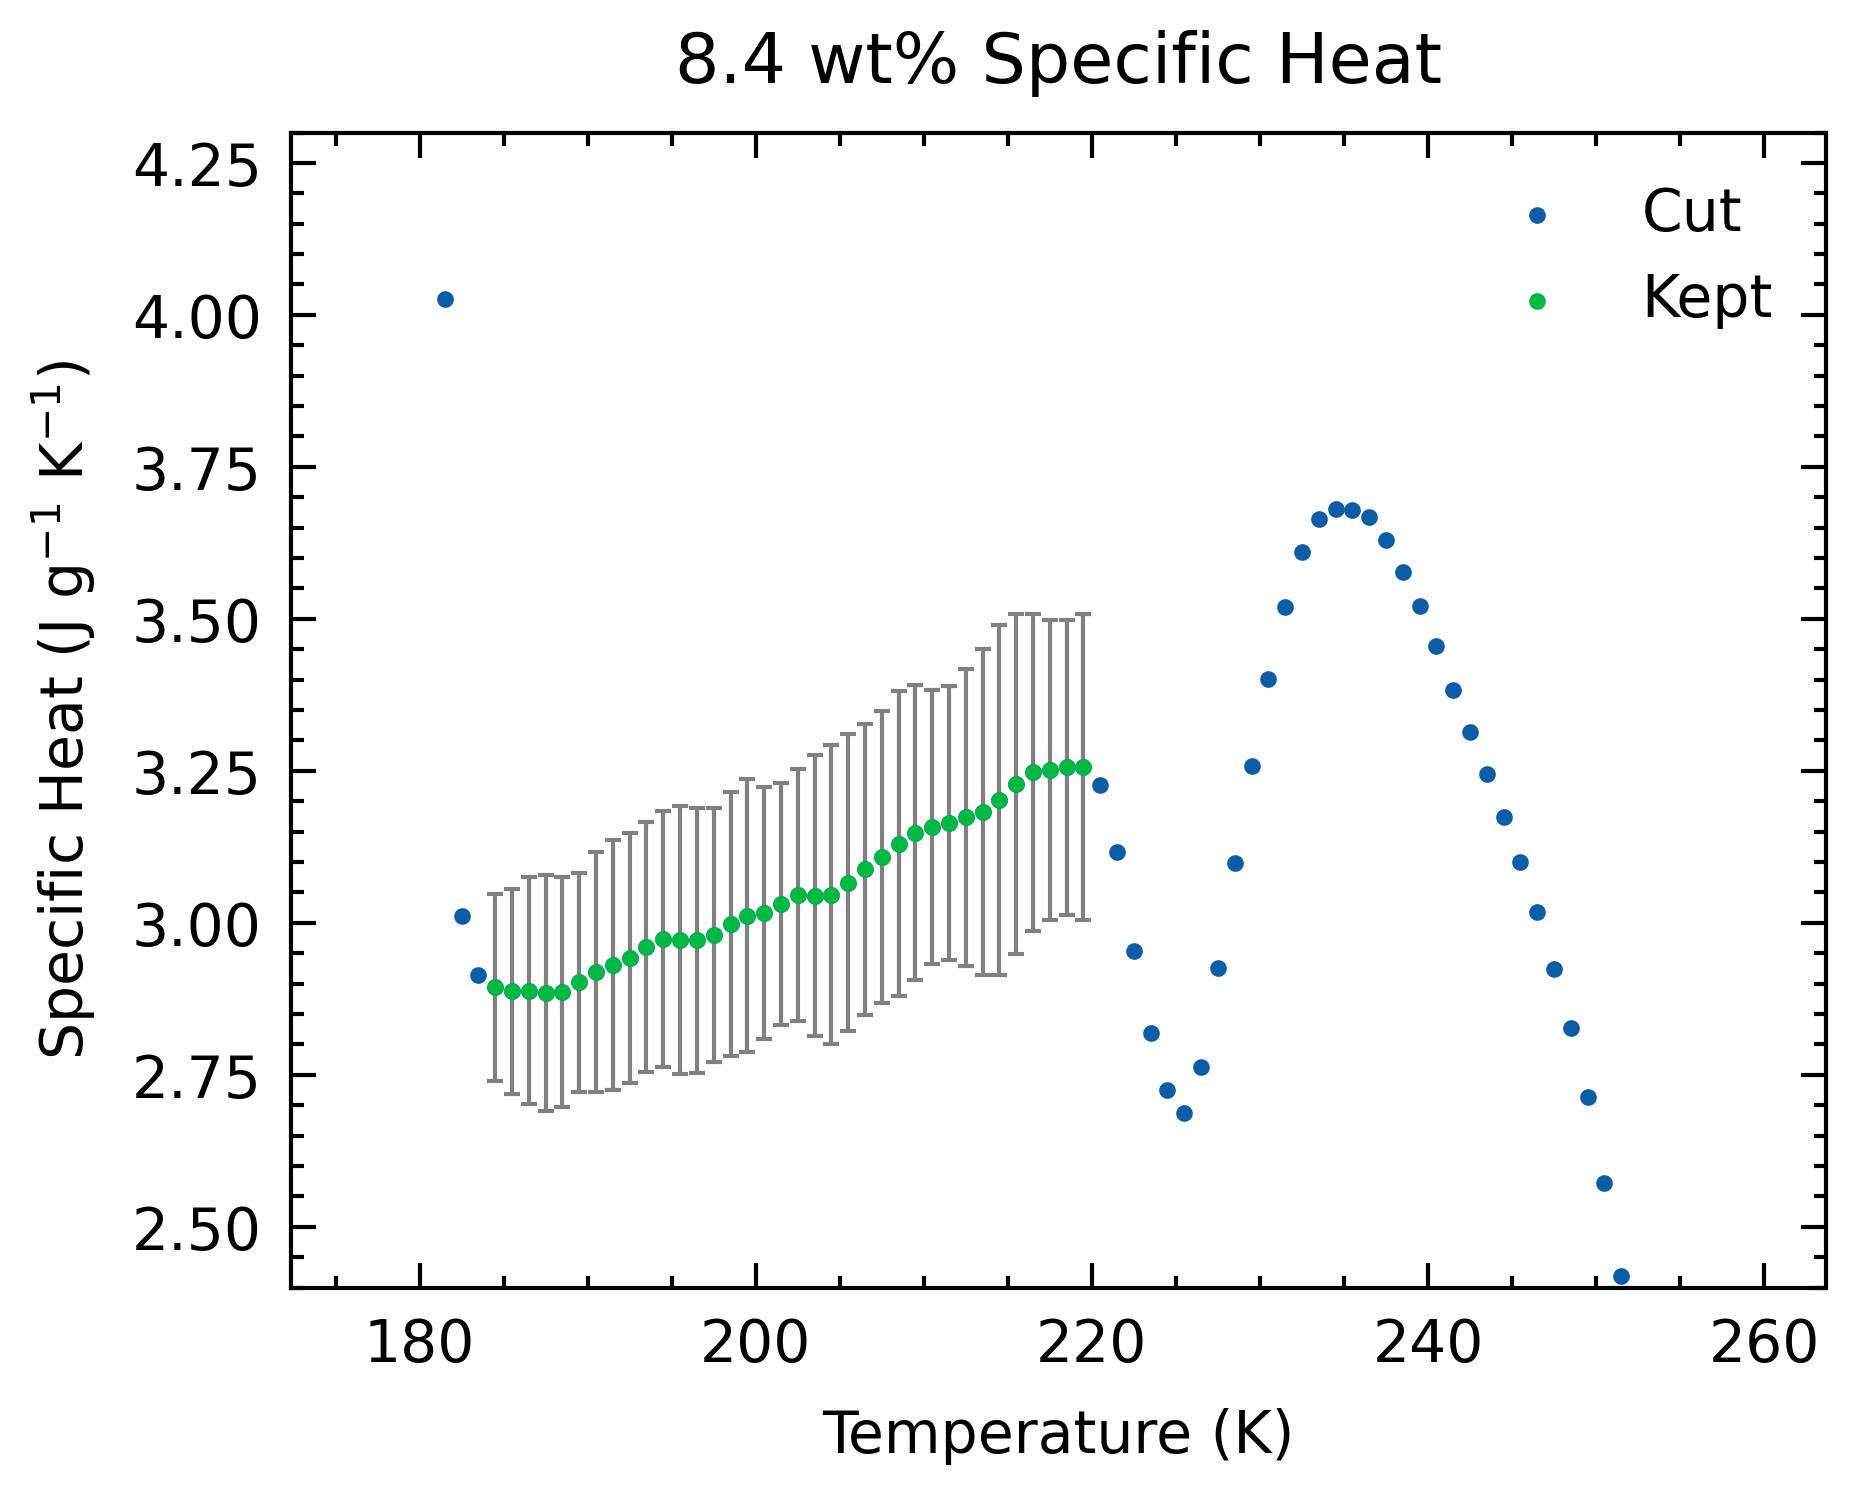 8.4 wt% Specific Heat
Specific Heat (J g⁻¹ K⁻¹)
4.25
4.00
3.75
3.50
3.25
3.00
2.75
2.50
Cut
Kept
180 200 220 240 260
Temperature (K)